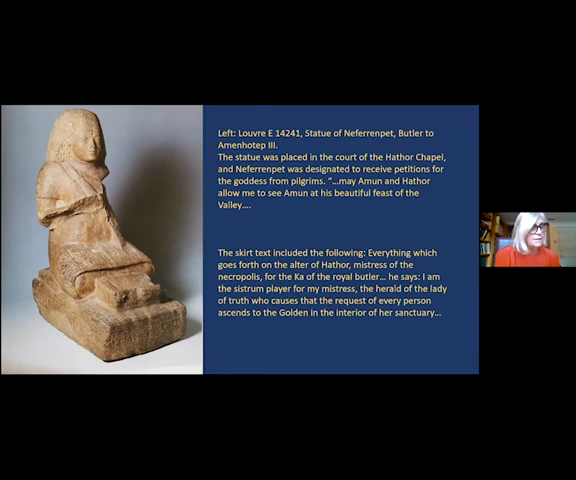 Left: Louvre E 14241, Statue of Neferrenpet, Butler to
Amenhotep III.
The statue was placed in the court of the Hathor Chapel,
and Neferrenpet was designated to receive petitions for
the goddess from pilgrims. "...may Amun and Hathor
allow me to see Amun at his beautiful feast of the
Valley....
The skirt text included the following: Everything which
goes forth on the alter of Hathor, mistress of the
necropolis, for the Ka of the royal butler... he says: I am
the sistrum player for my mistress, the herald of the lady
of truth who causes that the request of every person
ascends to the Golden in the interior of her sanctuary...